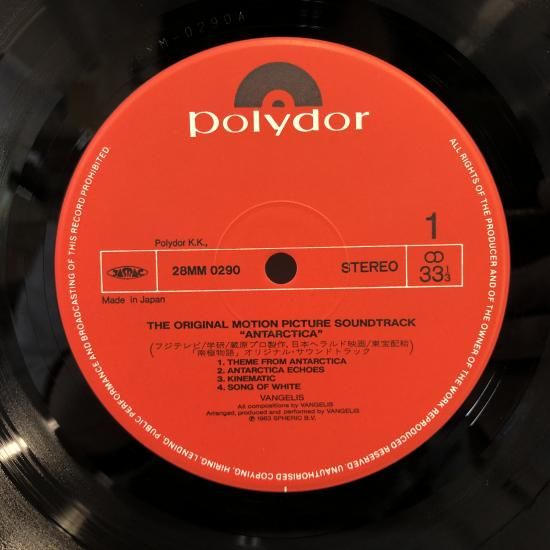 MM-0290A
polydor
1
Polydor K.K.,
JASRAC
28MM 0290
STEREO
33 1/3
Made in Japan
THE ORIGINAL MOTION PICTURE SOUNDTRACK
"ANTARCTICA"
(フジテレビ/学研/蔵原プロ製作, 日本ヘラルド映画/東宝配給)
「南極物語」オリジナル・サウンドトラック
1. THEME FROM ANTARCTICA
2. ANTARCTICA ECHOES
3. KINEMATIC
4. SONG OF WHITE
VANGELIS
All compositions by VANGELIS
Arranged, produced and performed by VANGELIS
℗ 1983 SPHERIC B.V.
ALL RIGHTS OF THE PRODUCER AND OF THE OWNER OF THE WORK REPRODUCED RESERVED. UNAUTHORISED COPYING, HIRING, LENDING, PUBLIC PERFORMANCE AND BROADCASTING OF THIS RECORD PROHIBITED.